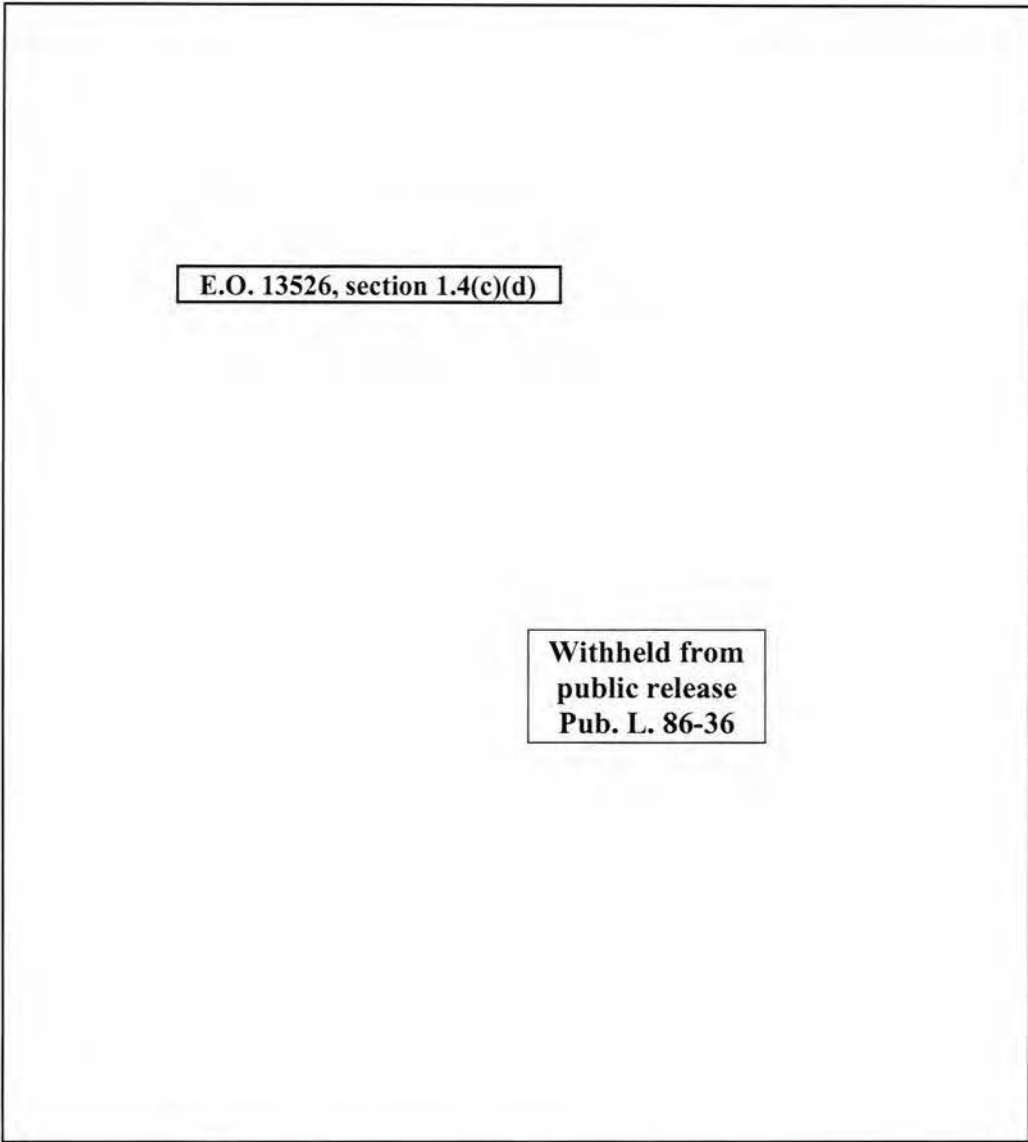 E.O. 13526, section 1.4(c)(d)
Withheld from
public release
Pub. L. 86-36